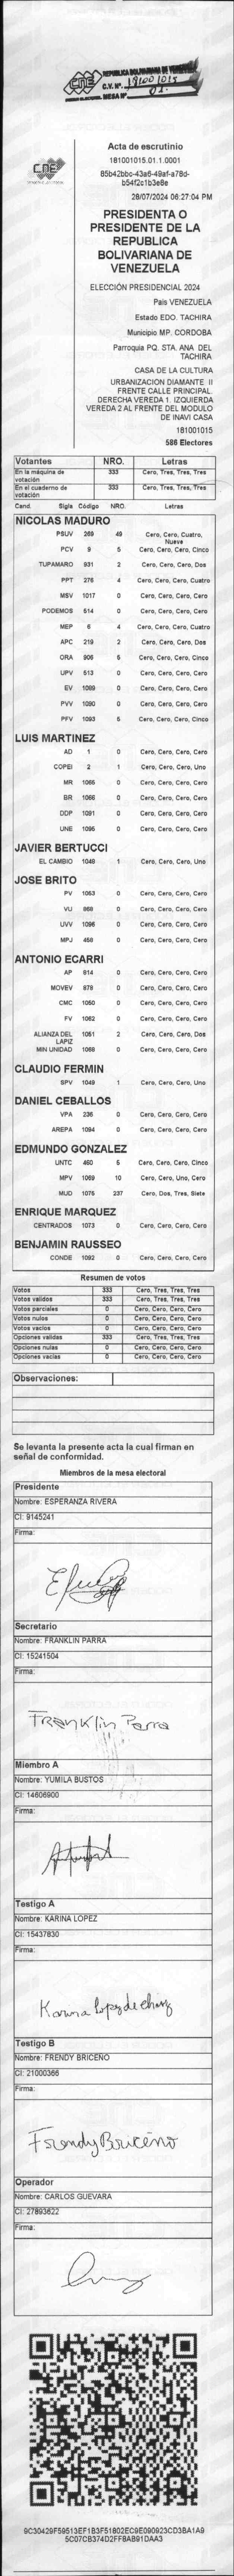 CNE
REPUBLICA BOLIVARIANA DE VENEZUELA
C.V. Nº. 181001015
MESA Nº 01.
Acta de escrutinio
181001015.01.1.0001
85b42bbc-43a6-49af-a78d-
b54f2c1b3e8e
28/07/2024 06:27:04 PM
PRESIDENTA O
PRESIDENTE DE LA
REPUBLICA
BOLIVARIANA DE
VENEZUELA
ELECCIÓN PRESIDENCIAL 2024
País VENEZUELA
Estado EDO. TACHIRA
Municipio MP. CORDOBA
Parroquia PQ. STA. ANA DEL
TACHIRA
CASA DE LA CULTURA
URBANIZACION DIAMANTE II
FRENTE CALLE PRINCIPAL.
DERECHA VEREDA 1. IZQUIERDA
VEREDA 2 AL FRENTE DEL MODULO
DE INAVI CASA
181001015
586 Electores
Votantes NRO. Letras
En la máquina de votación 333 Cero, Tres, Tres, Tres
En el cuaderno de votación 333 Cero, Tres, Tres, Tres
Cand. Sigla Código NRO. Letras
NICOLAS MADURO
PSUV 269 49 Cero, Cero, Cuatro, Nueve
PCV 9 5 Cero, Cero, Cero, Cinco
TUPAMARO 931 2 Cero, Cero, Cero, Dos
PPT 276 4 Cero, Cero, Cero, Cuatro
MSV 1017 0 Cero, Cero, Cero, Cero
PODEMOS 514 0 Cero, Cero, Cero, Cero
MEP 6 4 Cero, Cero, Cero, Cuatro
APC 219 2 Cero, Cero, Cero, Dos
ORA 906 5 Cero, Cero, Cero, Cinco
UPV 513 0 Cero, Cero, Cero, Cero
EV 1089 0 Cero, Cero, Cero, Cero
PVV 1090 0 Cero, Cero, Cero, Cero
PFV 1093 5 Cero, Cero, Cero, Cinco
LUIS MARTINEZ
AD 1 0 Cero, Cero, Cero, Cero
COPEI 2 1 Cero, Cero, Cero, Uno
MR 1065 0 Cero, Cero, Cero, Cero
BR 1066 0 Cero, Cero, Cero, Cero
DDP 1091 0 Cero, Cero, Cero, Cero
UNE 1095 0 Cero, Cero, Cero, Cero
JAVIER BERTUCCI
EL CAMBIO 1048 1 Cero, Cero, Cero, Uno
JOSE BRITO
PV 1053 0 Cero, Cero, Cero, Cero
VU 868 0 Cero, Cero, Cero, Cero
UVV 1096 0 Cero, Cero, Cero, Cero
MPJ 458 0 Cero, Cero, Cero, Cero
ANTONIO ECARRI
AP 814 0 Cero, Cero, Cero, Cero
MOVEV 878 0 Cero, Cero, Cero, Cero
CMC 1050 0 Cero, Cero, Cero, Cero
FV 1062 0 Cero, Cero, Cero, Cero
ALIANZA DEL LAPIZ 1051 2 Cero, Cero, Cero, Dos
MIN UNIDAD 1068 0 Cero, Cero, Cero, Cero
CLAUDIO FERMIN
SPV 1049 1 Cero, Cero, Cero, Uno
DANIEL CEBALLOS
VPA 236 0 Cero, Cero, Cero, Cero
AREPA 1094 0 Cero, Cero, Cero, Cero
EDMUNDO GONZALEZ
UNTC 460 5 Cero, Cero, Cero, Cinco
MPV 1069 10 Cero, Cero, Uno, Cero
MUD 1075 237 Cero, Dos, Tres, Siete
ENRIQUE MARQUEZ
CENTRADOS 1073 0 Cero, Cero, Cero, Cero
BENJAMIN RAUSSEO
CONDE 1092 0 Cero, Cero, Cero, Cero
Resumen de votos
Votos 333 Cero, Tres, Tres, Tres
Votos validos 333 Cero, Tres, Tres, Tres
Votos parciales 0 Cero, Cero, Cero, Cero
Votos nulos 0 Cero, Cero, Cero, Cero
Votos vacios 0 Cero, Cero, Cero, Cero
Opciones validas 333 Cero, Tres, Tres, Tres
Opciones nulas 0 Cero, Cero, Cero, Cero
Opciones vacias 0 Cero, Cero, Cero, Cero
Observaciones:
Se levanta la presente acta la cual firman en
señal de conformidad.
Miembros de la mesa electoral
Presidente
Nombre: ESPERANZA RIVERA
CI: 9145241
Firma:
Secretario
Nombre: FRANKLIN PARRA
CI: 15241504
Firma:
Franklin Parra
Miembro A
Nombre: YUMILA BUSTOS
CI: 14606900
Firma:
Testigo A
Nombre: KARINA LOPEZ
CI: 15437830
Firma:
Karina Lopez de Chong
Testigo B
Nombre: FRENDY BRICEÑO
CI: 21000366
Firma:
Frendy Briceño
Operador
Nombre: CARLOS GUEVARA
CI: 27893622
Firma:
9C30429F59513EF1B3F51802EC9E090923CD3BA1A9
5C07CB374D2FF8AB91DAA3